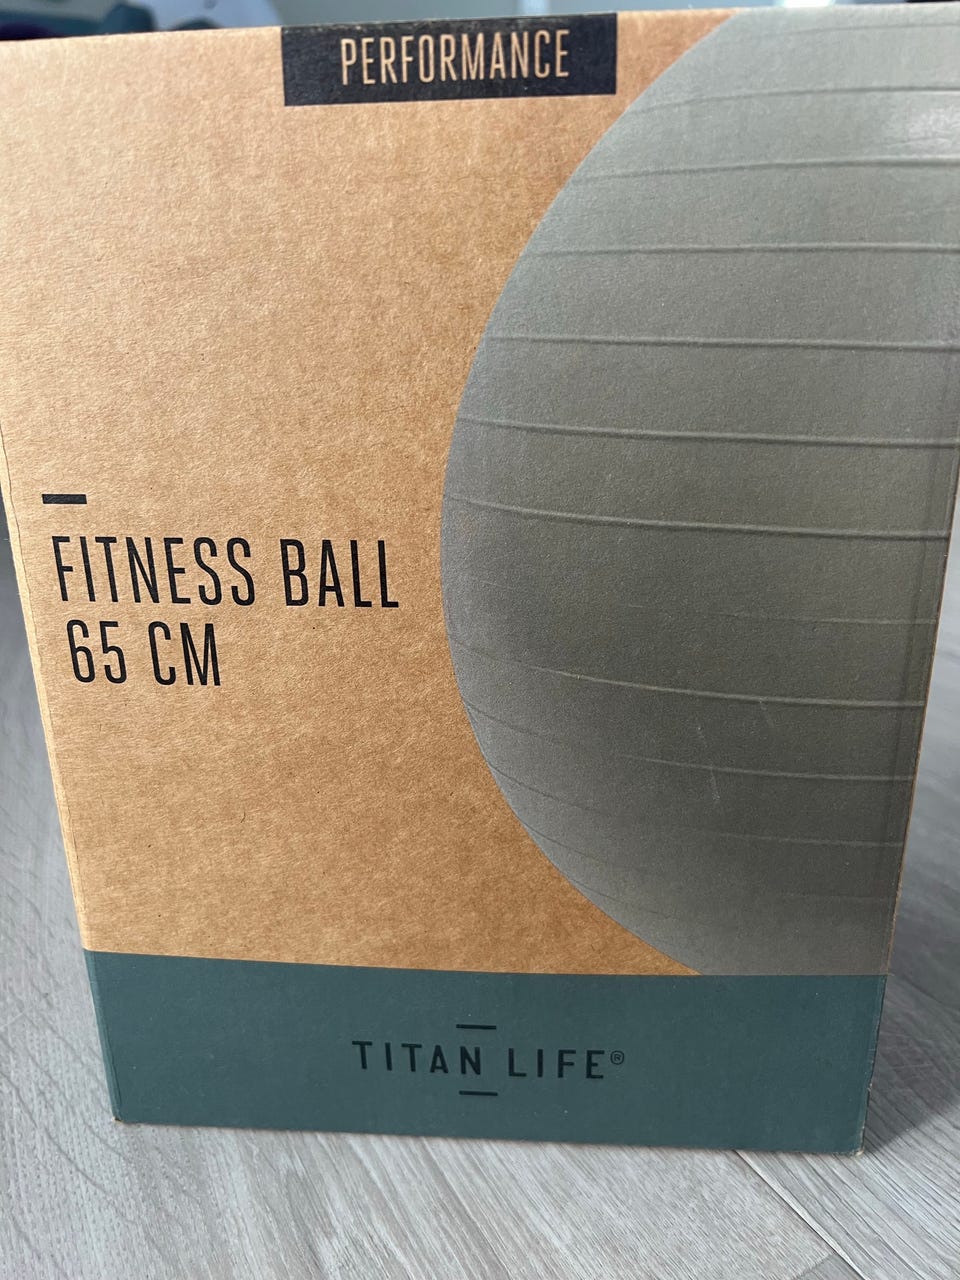 PERFORMANCE
FITNESS BALL
65 CM
TITAN LIFE®